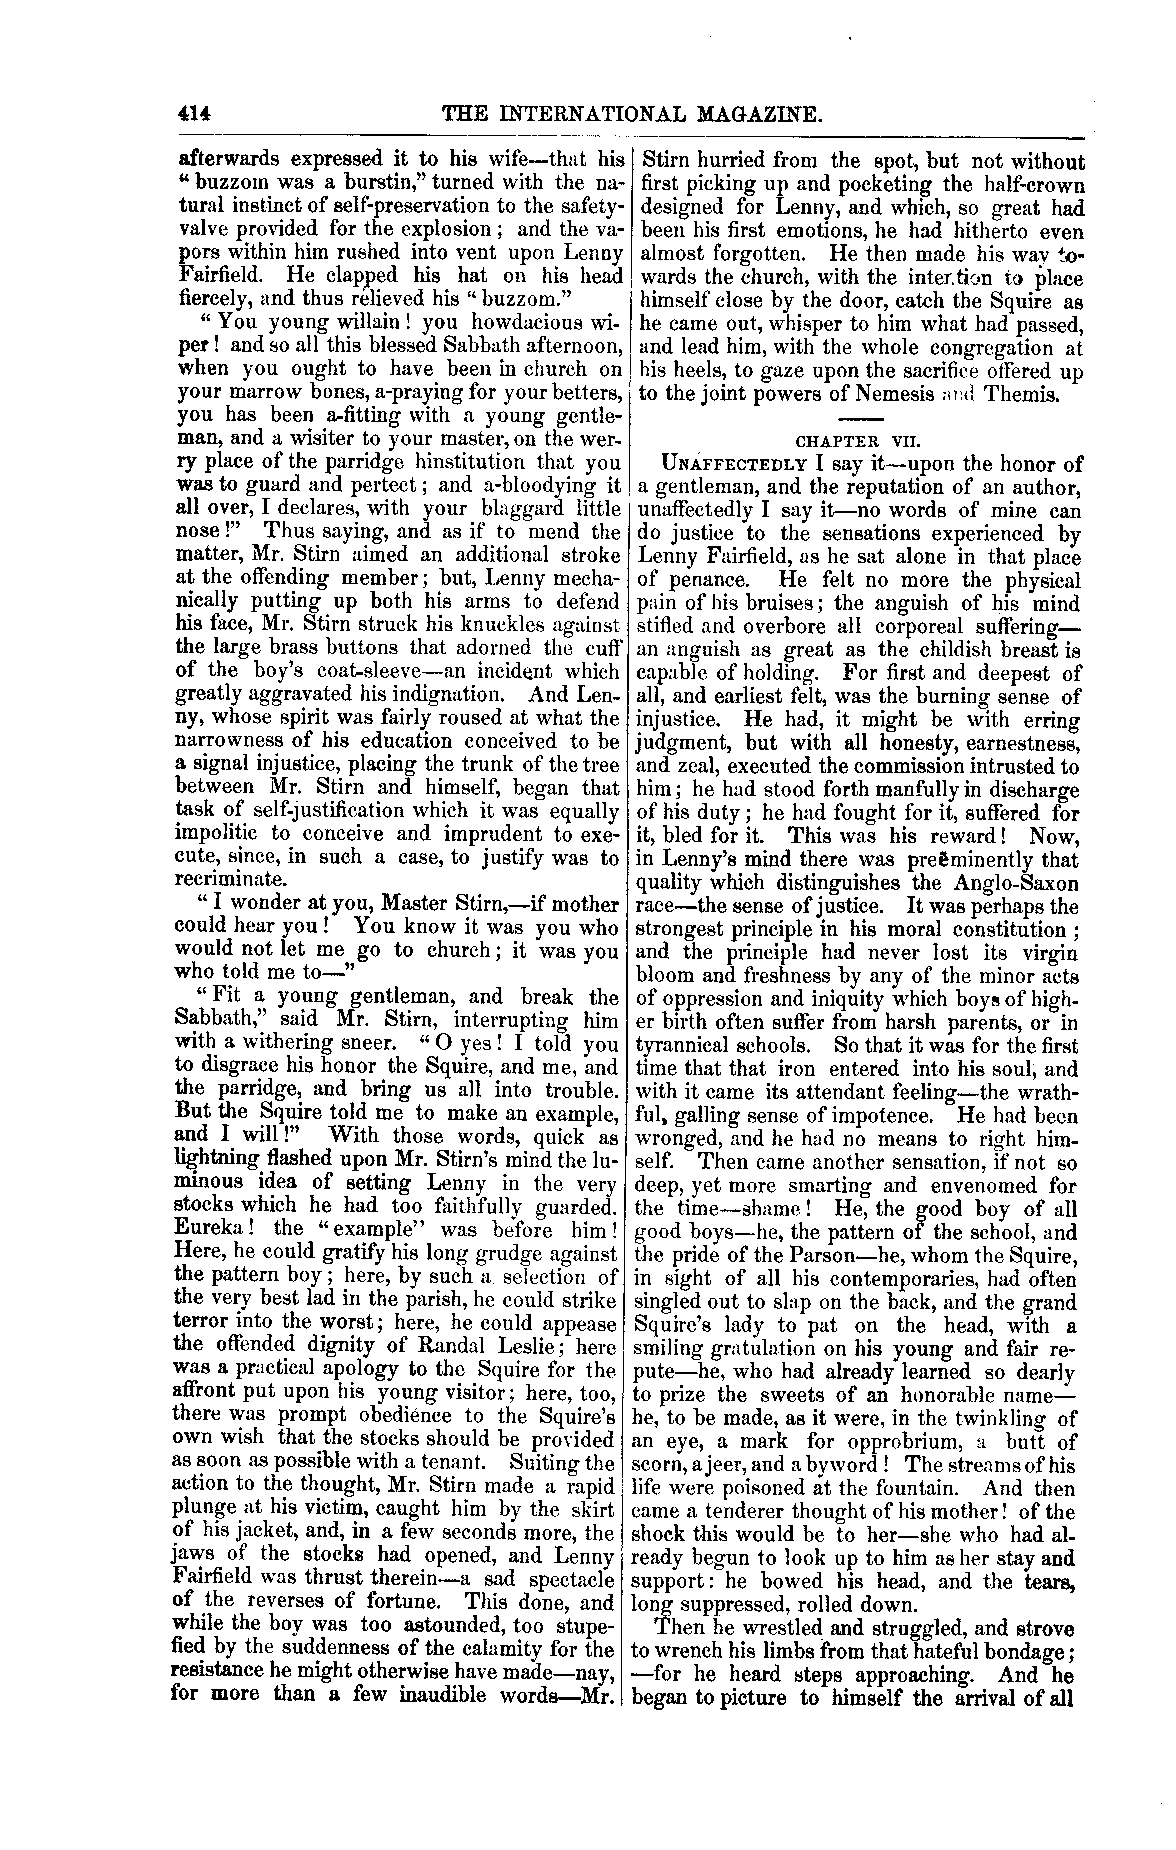 414 THE INTERNATIONAL MAGAZINE.
afterwards expressed it to his wife—that his
“ buzzom was a burstin,” turned with the na-
tural instinct of self-preservation to the safety-
valve provided for the explosion ; and the va-
pors within him rushed into vent upon Lenny
Fairfield. He clapped his hat on his head
fiercely, and thus relieved his “ buzzom.”
“ You young willain ! you howdacious wi-
per ! and so all this blessed Sabbath afternoon,
when you ought to have been in church on
your marrow bones, a-praying for your betters,
you has been a-fitting with a young gentle-
man, and a wisiter to your master, on the wer-
ry place of the parridge hinstitution that you
was to guard and pertect ; and a-bloodying it
all over, I declares, with your blaggard little
nose !” Thus saying, and as if to mend the
matter, Mr. Stirn aimed an additional stroke
at the offending member ; but, Lenny mecha-
nically putting up both his arms to defend
his face, Mr. Stirn struck his knuckles against
the large brass buttons that adorned the cuff
of the boy’s coat-sleeve—an incident which
greatly aggravated his indignation. And Len-
ny, whose spirit was fairly roused at what the
narrowness of his education conceived to be
a signal injustice, placing the trunk of the tree
between Mr. Stirn and himself, began that
task of self-justification which it was equally
impolitic to conceive and imprudent to exe-
cute, since, in such a case, to justify was to
recriminate.
“ I wonder at you, Master Stirn,—if mother
could hear you ! You know it was you who
would not let me go to church ; it was you
who told me to—”
“ Fit a young gentleman, and break the
Sabbath,” said Mr. Stirn, interrupting him
with a withering sneer. “ O yes ! I told you
to disgrace his honor the Squire, and me, and
the parridge, and bring us all into trouble.
But the Squire told me to make an example,
and I will !” With those words, quick as
lightning flashed upon Mr. Stirn’s mind the lu-
minous idea of setting Lenny in the very
stocks which he had too faithfully guarded.
Eureka ! the “ example” was before him !
Here, he could gratify his long grudge against
the pattern boy ; here, by such a selection of
the very best lad in the parish, he could strike
terror into the worst ; here, he could appease
the offended dignity of Randal Leslie ; here
was a practical apology to the Squire for the
affront put upon his young visitor ; here, too,
there was prompt obedience to the Squire’s
own wish that the stocks should be provided
as soon as possible with a tenant. Suiting the
action to the thought, Mr. Stirn made a rapid
plunge at his victim, caught him by the skirt
of his jacket, and, in a few seconds more, the
jaws of the stocks had opened, and Lenny
Fairfield was thrust therein—a sad spectacle
of the reverses of fortune. This done, and
while the boy was too astounded, too stupe-
fied by the suddenness of the calamity for the
resistance he might otherwise have made—nay,
for more than a few inaudible words—Mr.
Stirn hurried from the spot, but not without
first picking up and pocketing the half-crown
designed for Lenny, and which, so great had
been his first emotions, he had hitherto even
almost forgotten. He then made his way to-
wards the church, with the intention to place
himself close by the door, catch the Squire as
he came out, whisper to him what had passed,
and lead him, with the whole congregation at
his heels, to gaze upon the sacrifice offered up
to the joint powers of Nemesis and Themis.
CHAPTER VII.
UNAFFECTEDLY I say it—upon the honor of
a gentleman, and the reputation of an author,
unaffectedly I say it—no words of mine can
do justice to the sensations experienced by
Lenny Fairfield, as he sat alone in that place
of penance. He felt no more the physical
pain of his bruises ; the anguish of his mind
stifled and overbore all corporeal suffering—
an anguish as great as the childish breast is
capable of holding. For first and deepest of
all, and earliest felt, was the burning sense of
injustice. He had, it might be with erring
judgment, but with all honesty, earnestness,
and zeal, executed the commission intrusted to
him ; he had stood forth manfully in discharge
of his duty ; he had fought for it, suffered for
it, bled for it. This was his reward ! Now,
in Lenny’s mind there was preëminently that
quality which distinguishes the Anglo-Saxon
race—the sense of justice. It was perhaps the
strongest principle in his moral constitution ;
and the principle had never lost its virgin
bloom and freshness by any of the minor acts
of oppression and iniquity which boys of high-
er birth often suffer from harsh parents, or in
tyrannical schools. So that it was for the first
time that that iron entered into his soul, and
with it came its attendant feeling—the wrath-
ful, galling sense of impotence. He had been
wronged, and he had no means to right him-
self. Then came another sensation, if not so
deep, yet more smarting and envenomed for
the time—shame ! He, the good boy of all
good boys—he, the pattern of the school, and
the pride of the Parson—he, whom the Squire,
in sight of all his contemporaries, had often
singled out to slap on the back, and the grand
Squire’s lady to pat on the head, with a
smiling gratulation on his young and fair re-
pute—he, who had already learned so dearly
to prize the sweets of an honorable name—
he, to be made, as it were, in the twinkling of
an eye, a mark for opprobrium, a butt of
scorn, a jeer, and a byword ! The streams of his
life were poisoned at the fountain. And then
came a tenderer thought of his mother ! of the
shock this would be to her—she who had al-
ready begun to look up to him as her stay and
support : he bowed his head, and the tears,
long suppressed, rolled down.
Then he wrestled and struggled, and strove
to wrench his limbs from that hateful bondage ;
—for he heard steps approaching. And he
began to picture to himself the arrival of all